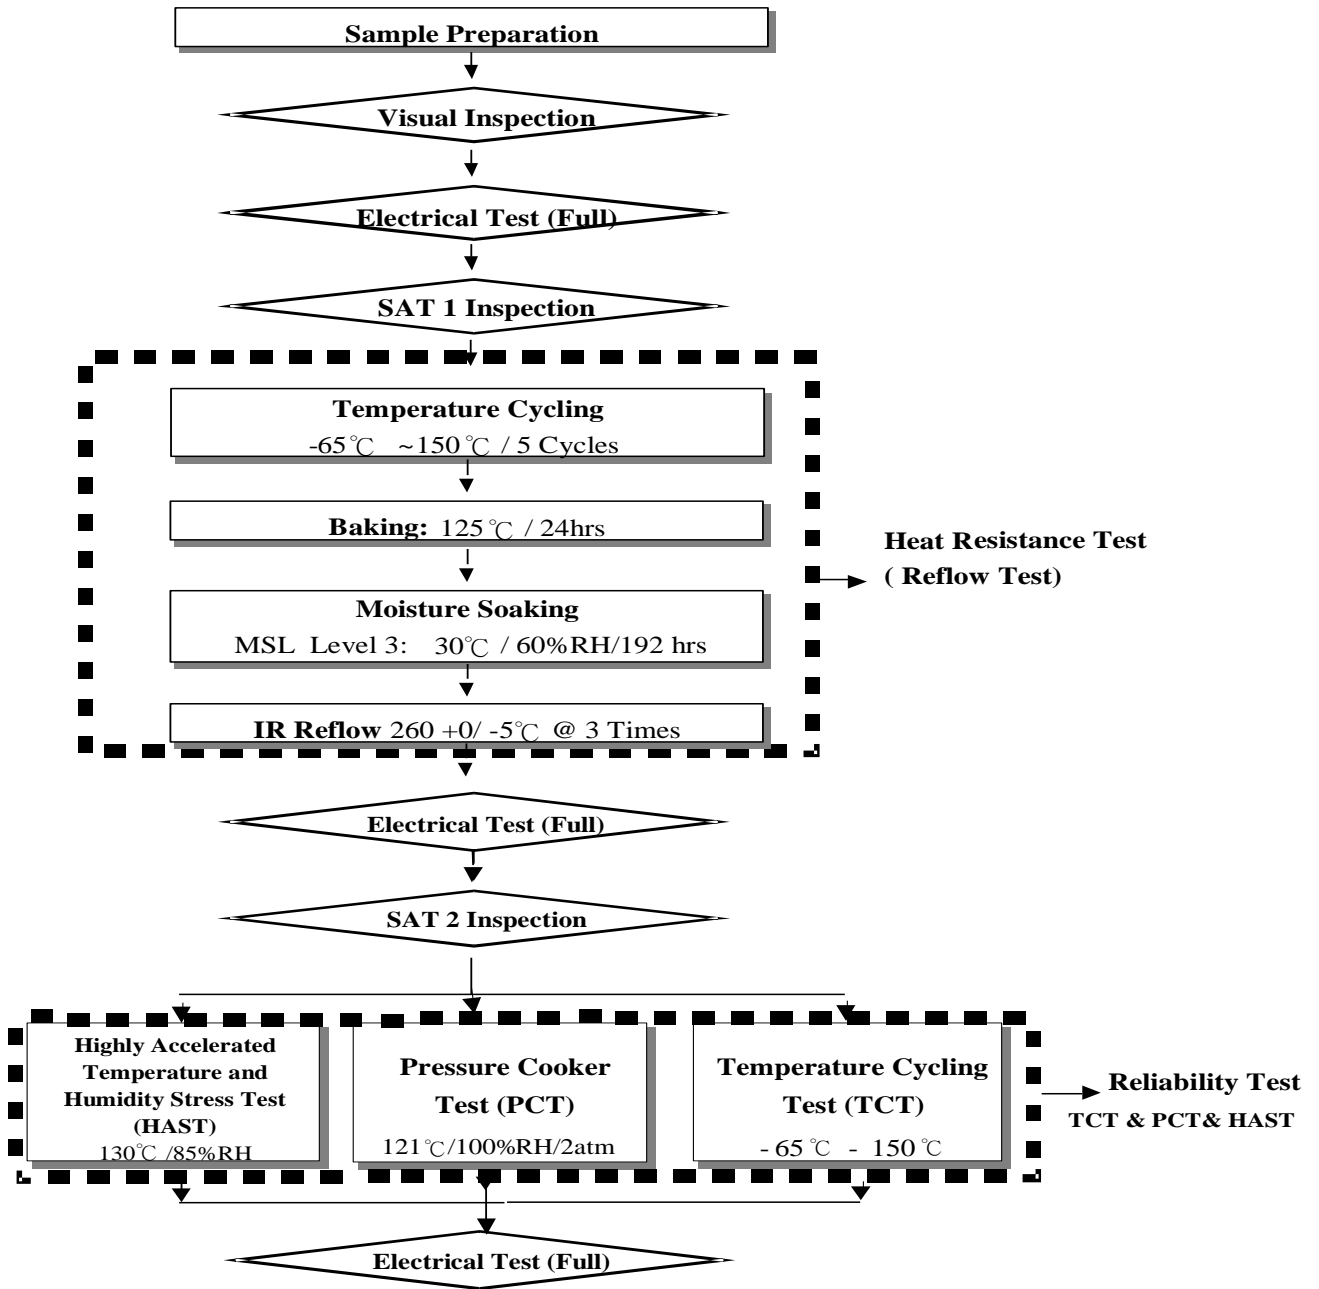 Sample Preparation
Visual Inspection
Electrical Test (Full)
SAT 1 Inspection
Temperature Cycling
-65℃ ~150℃ / 5 Cycles
Baking: 125℃ / 24hrs
Moisture Soaking
MSL Level 3: 30℃ / 60%RH/192 hrs
IR Reflow 260 +0/ -5℃ @ 3 Times
Heat Resistance Test
( Reflow Test)
Electrical Test (Full)
SAT 2 Inspection
Highly Accelerated
Temperature and
Humidity Stress Test
(HAST)
130℃ /85%RH
Pressure Cooker
Test (PCT)
121℃/100%RH/2atm
Temperature Cycling
Test (TCT)
- 65 ℃ - 150 ℃
Reliability Test
TCT & PCT& HAST
Electrical Test (Full)